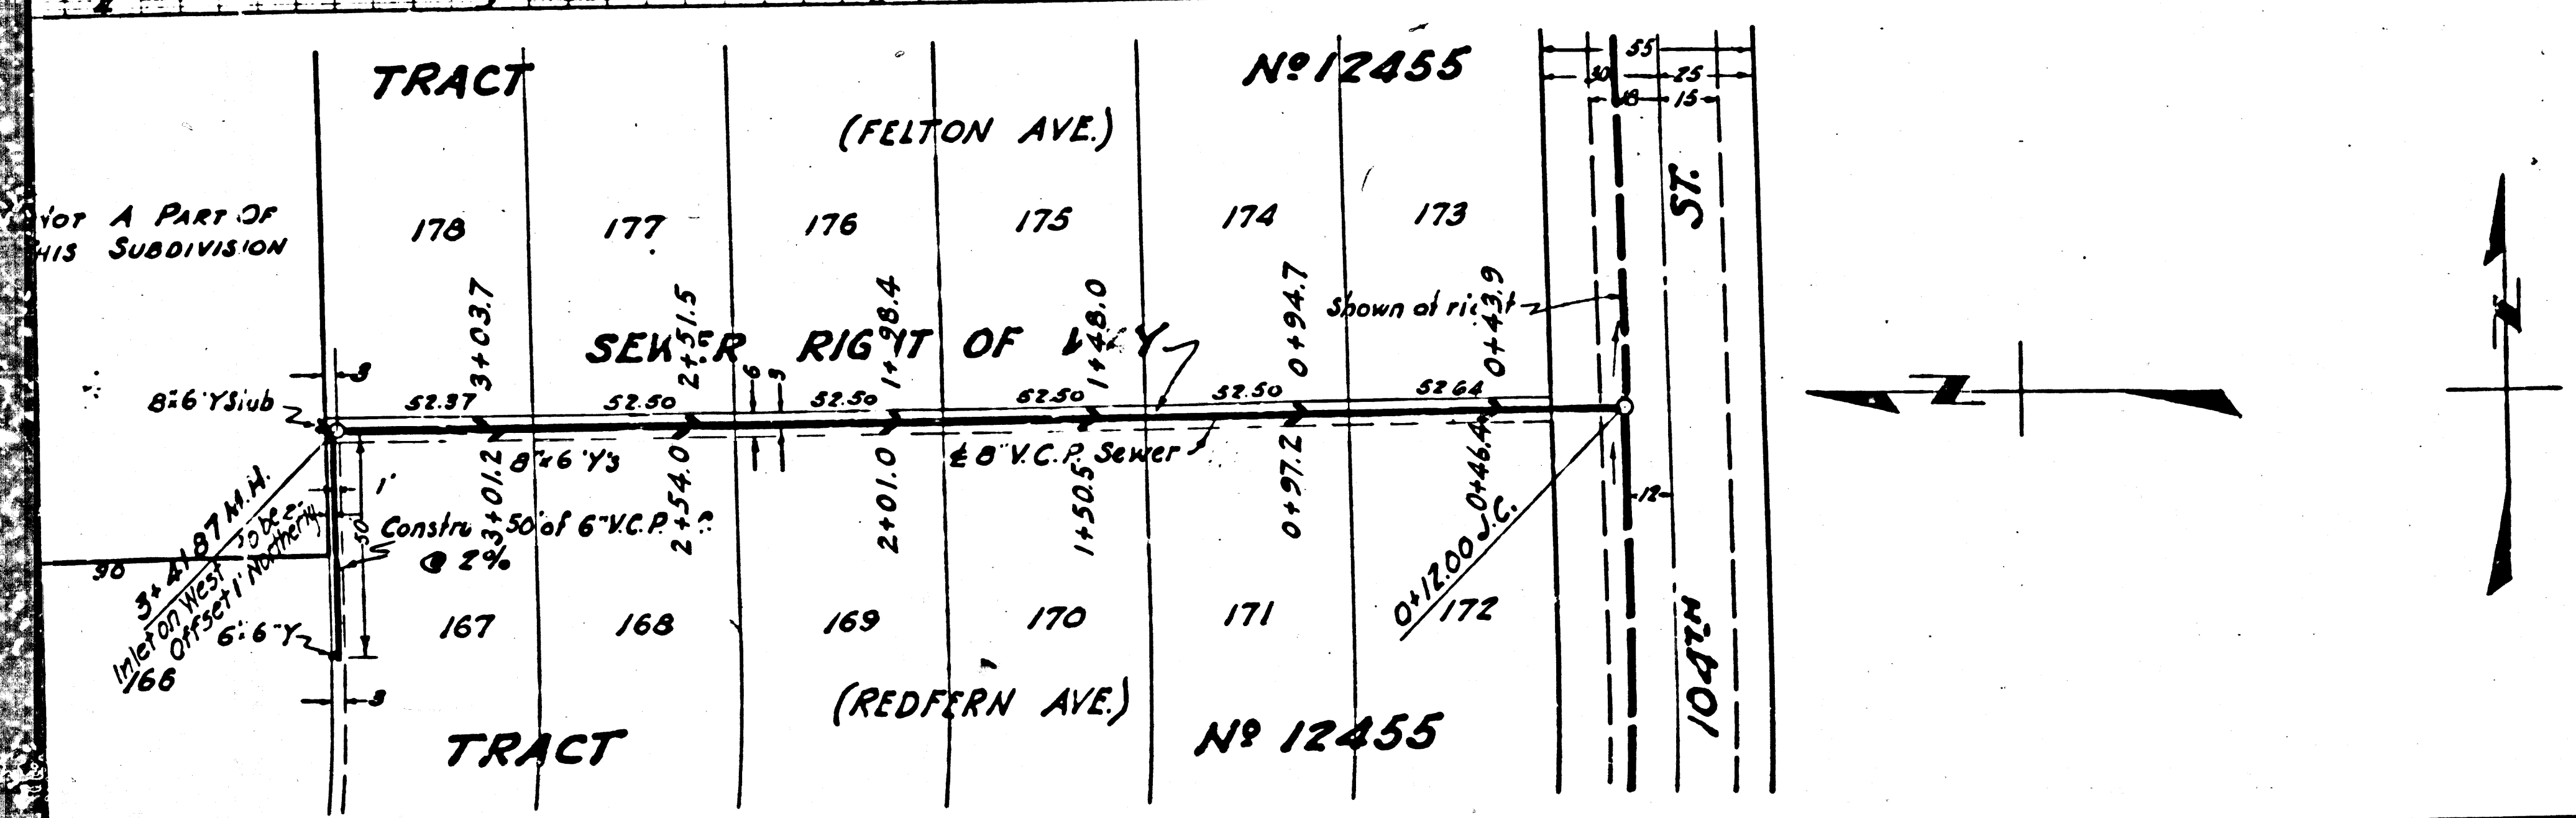 TRACT
Nº 12455
55
30 25
18 15
(FELTON AVE.)
A PART OF
SUBDIVISION
178
177
176
175
174
173
ST.
3+03.7
2+51.5
1+98.4
1+48.0
0+94.7
0+43.9
Shown at
SEWER RIGHT OF WAY
3
6
3
8"x6"Y Stub
52.37
52.50
52.50
52.50
52.50
52.64
8"x6"Y's
℄ 8" V.C.P. Sewer
3+01.2
2+54.0
2+01.0
1+50.5
0+97.2
0+46.4
12
1'
50
3+41.87 M.H.
Inlet on West to be 2
Offset 1' Northerly
50' of 6" V.C.P.
@ 2%
90
0+12.00 J.C.
6"x6"Y
166
167
168
169
170
171
172
104TH
3
(REDFERN AVE.)
TRACT
Nº 12455
N
N